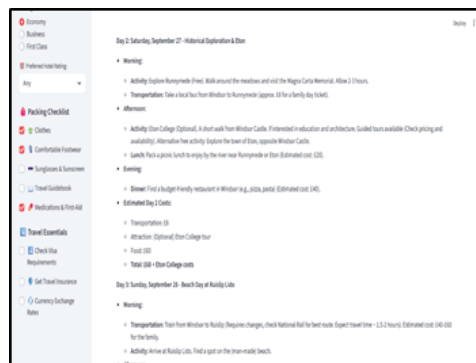 Economy
Business
First Class
Preferred Hotel Rating:
Any
Packing Checklist
Clothes
Comfortable Footwear
Sunglasses & Sunscreen
Travel Guidebook
Medications & First-Aid
Travel Essentials
Check Visa
Requirements
Get Travel Insurance
Currency Exchange
Rates
Deploy
Day 2: Saturday, September 27 - Historical Exploration & Eton
Morning:
Activity: Explore Runnymede (Free). Walk around the meadows and visit the Magna Carta Memorial. Allow 2-3 hours.
Transportation: Take a local bus from Windsor to Runnymede (approx. £6 for a family day ticket).
Afternoon:
Activity: Eton College (Optional). A short walk from Windsor Castle. If interested in education and architecture. Guided tours available (Check pricing and
availability). Alternative free activity: Explore the town of Eton, opposite Windsor Castle.
Lunch: Pack a picnic lunch to enjoy by the river near Runnymede or Eton (Estimated cost: £20).
Evening:
Dinner: Find a budget-friendly restaurant in Windsor (e.g., pizza, pasta) (Estimated cost: £40).
Estimated Day 2 Costs:
Transportation: £6
Attraction: (Optional) Eton College tour
Food: £60
Total: £68 + Eton College costs
Day 3: Sunday, September 28 - Beach Day at Ruislip Lido
Morning:
Transportation: Train from Windsor to Ruislip (Requires changes, check National Rail for best route. Expect travel time ~ 1.5-2 hours). Estimated cost: £40-£60
for the family.
Activity: Arrive at Ruislip Lido. Find a spot on the (man-made) beach.